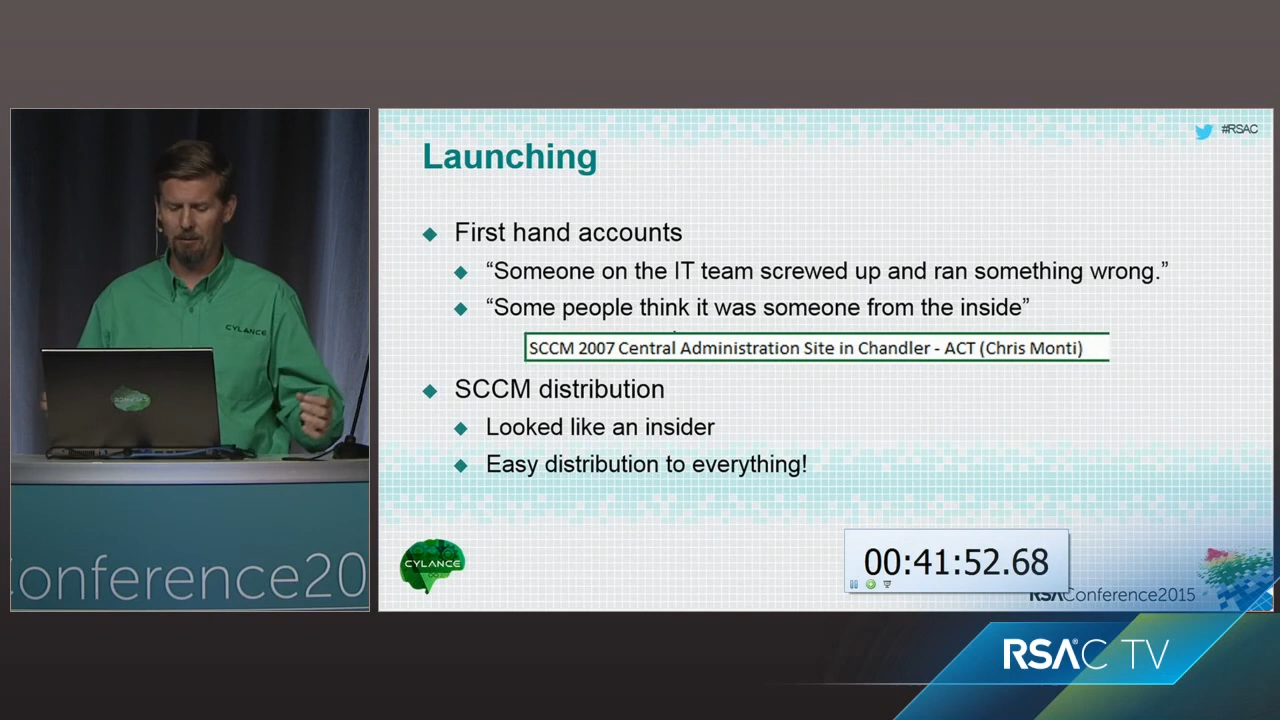 #RSAC
Launching
First hand accounts
“Someone on the IT team screwed up and ran something wrong.”
“Some people think it was someone from the inside”
SCCM 2007 Central Administration Site in Chandler - ACT (Chris Monti)
SCCM distribution
Looked like an insider
Easy distribution to everything!
CYLANCE
CYLANCE
CYLANCE
00:41:52.68
RSAConference2015
onference20
RSAC TV